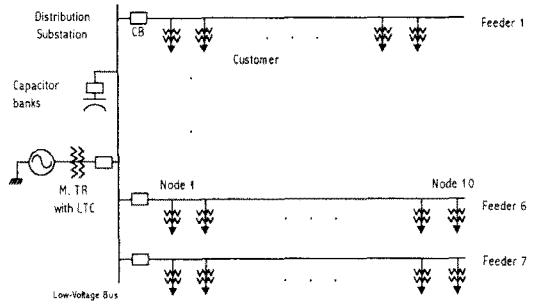 Distribution
Substation
CB
Feeder 1
Customer
Capacitor
banks
M. TR
with LTC
Node 1
Node 10
Feeder 6
Feeder 7
Low-Voltage Bus